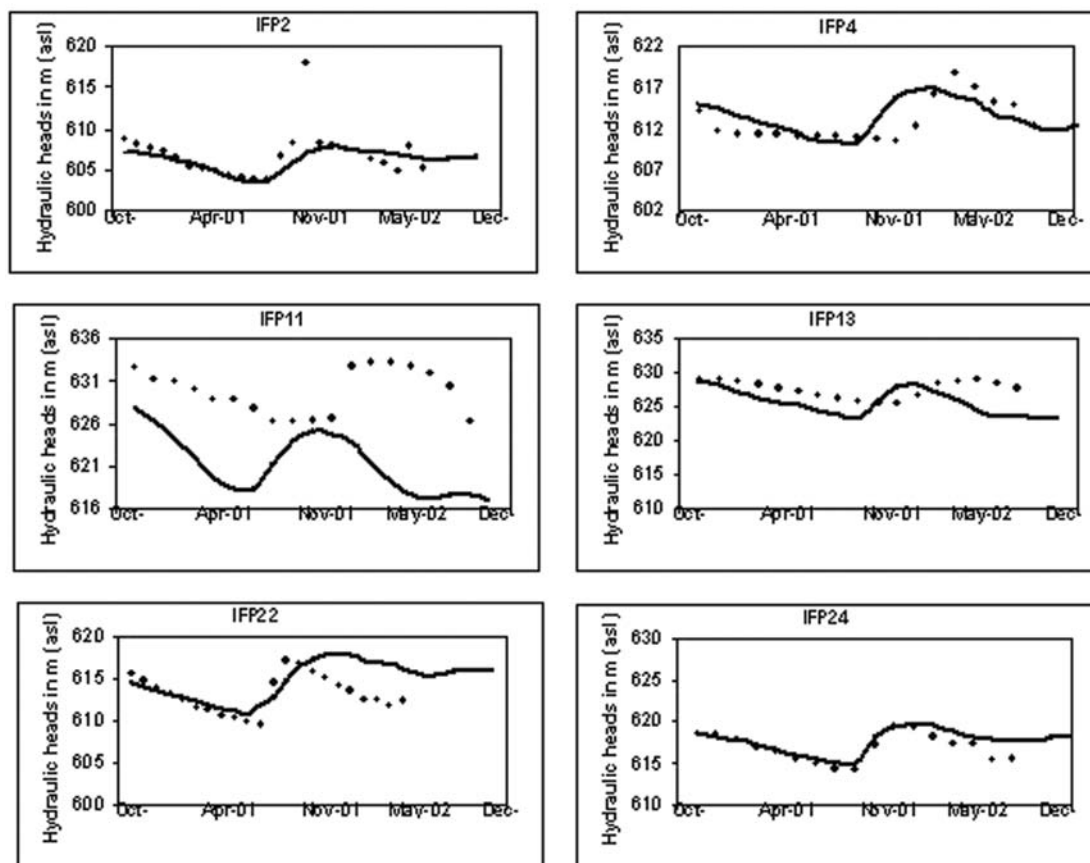 IFP2
Hydraulic heads in m (asl)
620
615
610
605
600
Oct- Apr-01 Nov-01 May-02 Dec-
IFP4
Hydraulic heads in m (asl)
622
617
612
607
602
Oct- Apr-01 Nov-01 May-02 Dec-
IFP11
Hydraulic heads in m (asl)
636
631
626
621
616
Oct- Apr-01 Nov-01 May-02 Dec-
IFP13
Hydraulic heads in m (asl)
635
630
625
620
615
610
Oct- Apr-01 Nov-01 May-02 Dec-
IFP22
Hydraulic heads in m (asl)
620
615
610
605
600
Oct- Apr-01 Nov-01 May-02 Dec-
IFP24
Hydraulic heads in m (asl)
630
625
620
615
610
Oct- Apr-01 Nov-01 May-02 Dec-